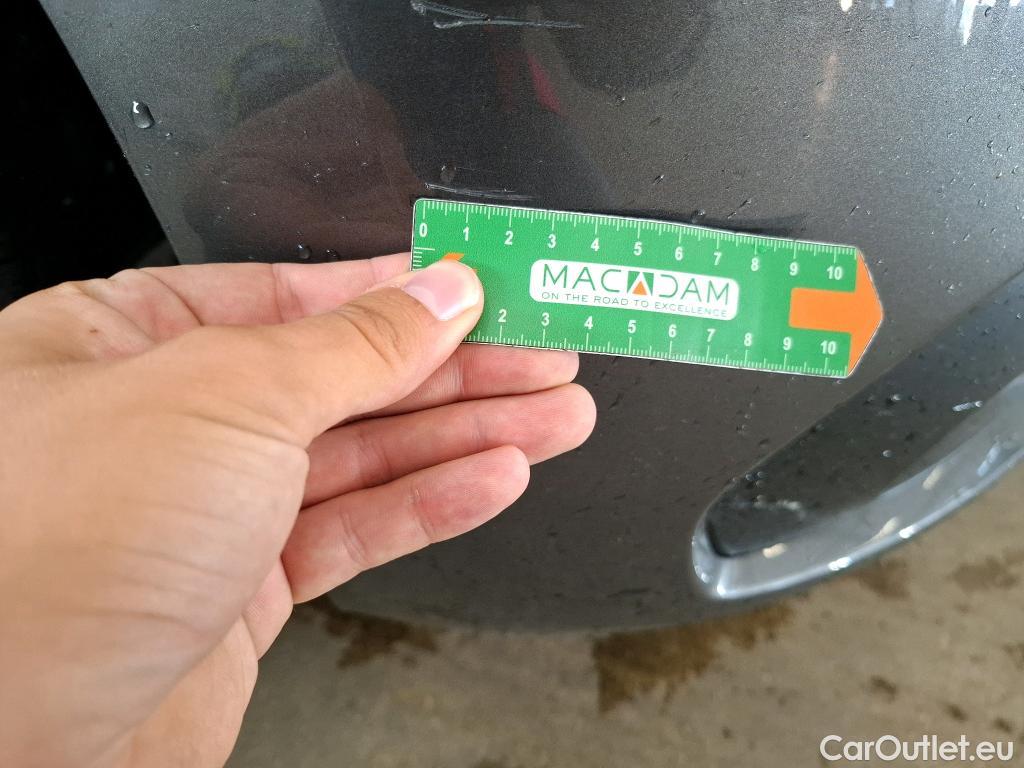 0 1 2 3 4 5 6 7 8 9 10
MACADAM
ON THE ROAD TO EXCELLENCE
2 3 4 5 6 7 8 9 10
CarOutlet.eu